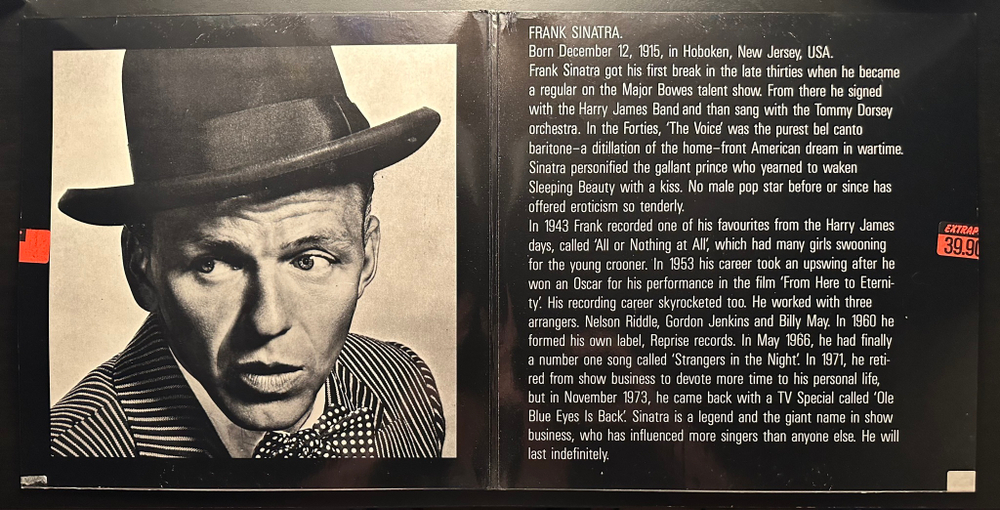 FRANK SINATRA.
Born December 12, 1915, in Hoboken, New Jersey, USA.
Frank Sinatra got his first break in the late thirties when he became
a regular on the Major Bowes talent show. From there he signed
with the Harry James Band and than sang with the Tommy Dorsey
orchestra. In the Forties, 'The Voice' was the purest bel canto
baritone–a ditillation of the home–front American dream in wartime.
Sinatra personified the gallant prince who yearned to waken
Sleeping Beauty with a kiss. No male pop star before or since has
offered eroticism so tenderly.
In 1943 Frank recorded one of his favourites from the Harry James
days, called 'All or Nothing at All', which had many girls swooning
for the young crooner. In 1953 his career took an upswing after he
won an Oscar for his performance in the film 'From Here to Eterni-
ty'. His recording career skyrocketed too. He worked with three
arrangers. Nelson Riddle, Gordon Jenkins and Billy May. In 1960 he
formed his own label, Reprise records. In May 1966, he had finally
a number one song called 'Strangers in the Night'. In 1971, he reti-
red from show business to devote more time to his personal life,
but in November 1973, he came back with a TV Special called 'Ole
Blue Eyes Is Back'. Sinatra is a legend and the giant name in show
business, who has influenced more singers than anyone else. He will
last indefinitely.
EXTRAP
39.90